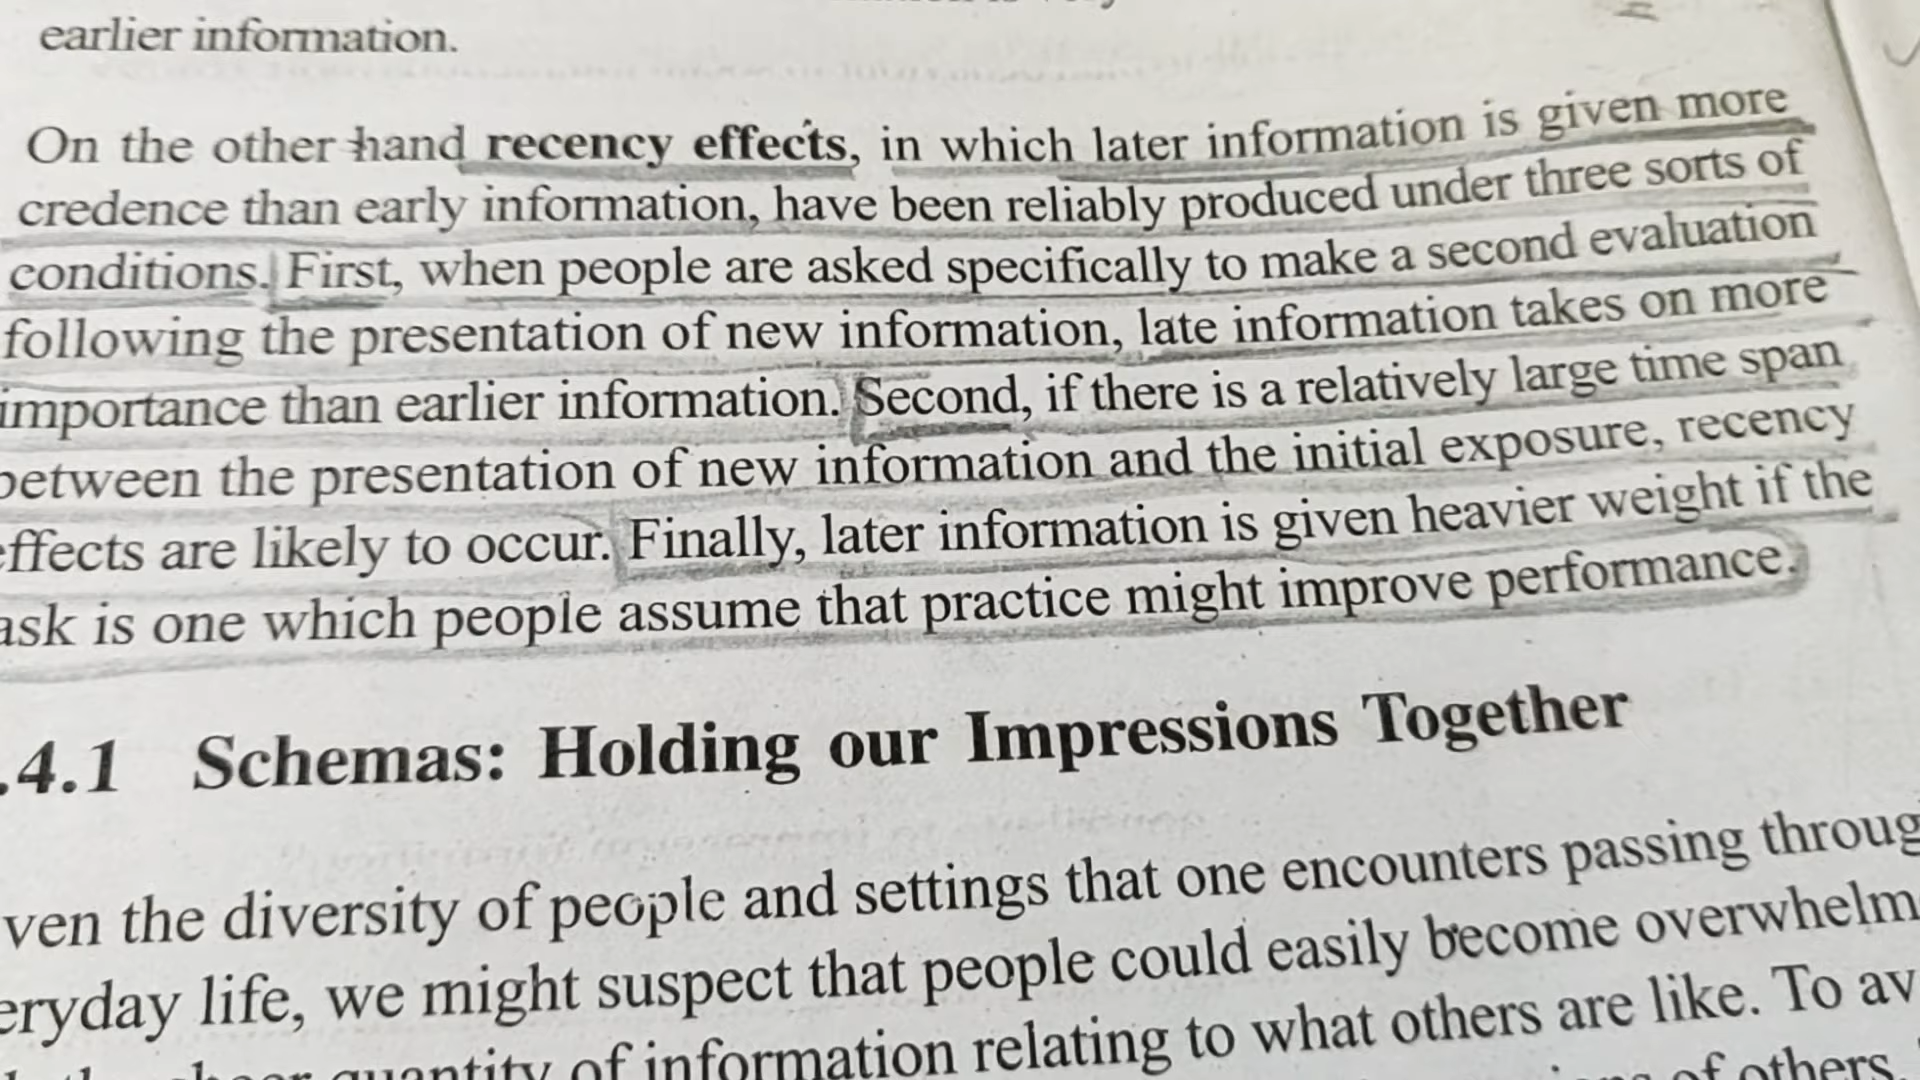 earlier information.
On the other hand recency effects, in which later information is given more
credence than early information, have been reliably produced under three sorts of
conditions. First, when people are asked specifically to make a second evaluation
following the presentation of new information, late information takes on more
importance than earlier information. Second, if there is a relatively large time span
between the presentation of new information and the initial exposure, recency
effects are likely to occur. Finally, later information is given heavier weight if the
ask is one which people assume that practice might improve performance.
.4.1 Schemas: Holding our Impressions Together
ven the diversity of people and settings that one encounters passing throug
eryday life, we might suspect that people could easily become overwhelm
quantity of information relating to what others are like. To av
of others.